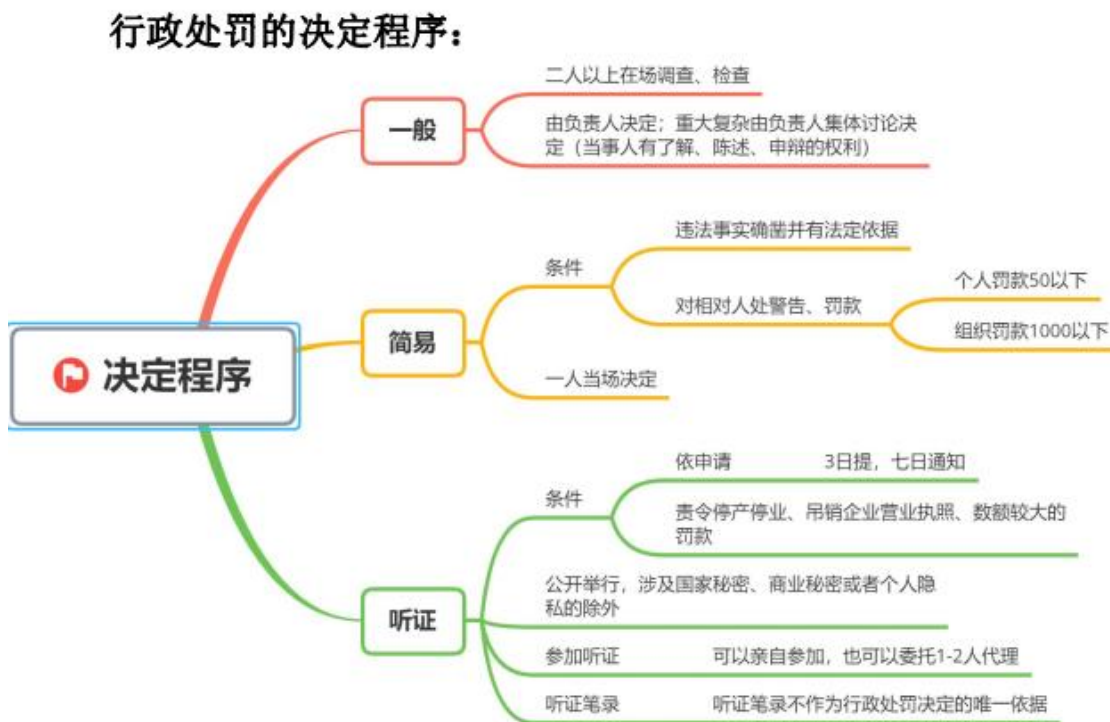 行政处罚的决定程序：
决定程序
一般
二人以上在场调查、检查
由负责人决定；重大复杂由负责人集体讨论决
定（当事人有了解、陈述、申辩的权利）
简易
条件
违法事实确凿并有法定依据
对相对人处警告、罚款
个人罚款50以下
组织罚款1000以下
一人当场决定
听证
条件
依申请 3日提，七日通知
责令停产停业、吊销企业营业执照、数额较大的
罚款
公开举行，涉及国家秘密、商业秘密或者个人隐
私的除外
参加听证 可以亲自参加，也可以委托1-2人代理
听证笔录 听证笔录不作为行政处罚决定的唯一依据